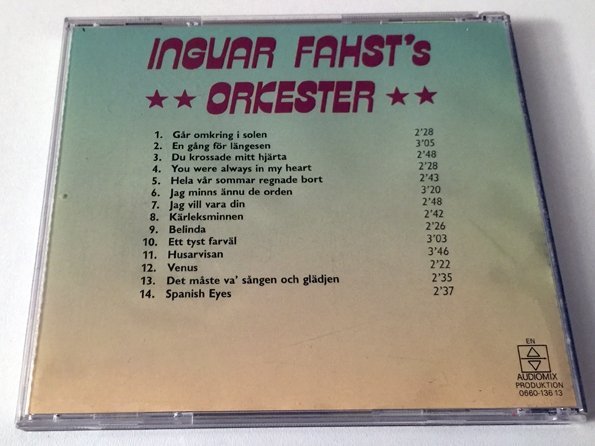 INGVAR FAHST's
★★ ORKESTER ★★
1. Går omkring i solen 2'28
2. En gång för längesen 3'05
3. Du krossade mitt hjärta 2'48
4. You were always in my heart 2'28
5. Hela vår sommar regnade bort 2'43
6. Jag minns ännu de orden 3'20
7. Jag vill vara din 2'48
8. Kärleksminnen 2'42
9. Belinda 2'26
10. Ett tyst farväl 3'03
11. Husarvisan 3'46
12. Venus 2'22
13. Det måste va' sången och glädjen 2'35
14. Spanish Eyes 2'37
EN
AUDIOMIX
PRODUKTION
0660-136 13